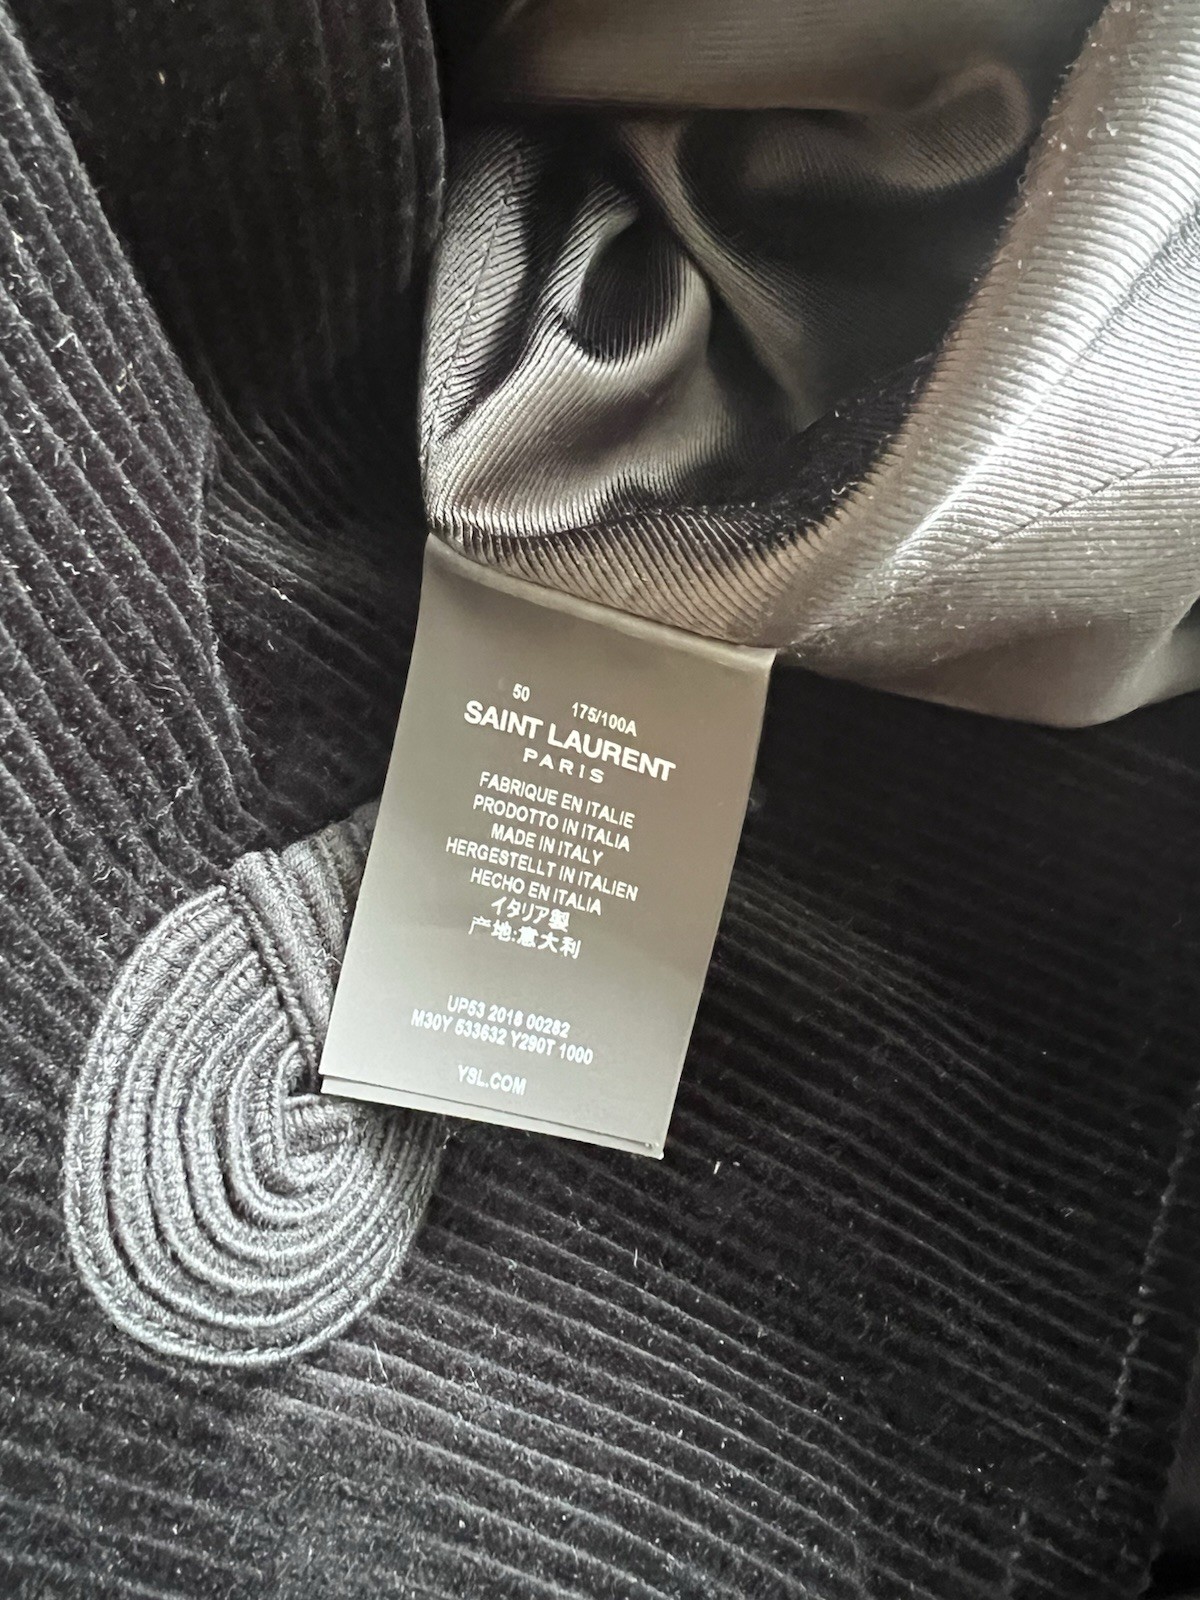 50 175/100A
SAINT LAURENT
PARIS
FABRIQUE EN ITALIE
PRODOTTO IN ITALIA
MADE IN ITALY
HERGESTELLT IN ITALIEN
HECHO EN ITALIA
イタリア製
产地:意大利
UP53 2018 00282
M30Y 533632 Y290T 1000
YSL.COM